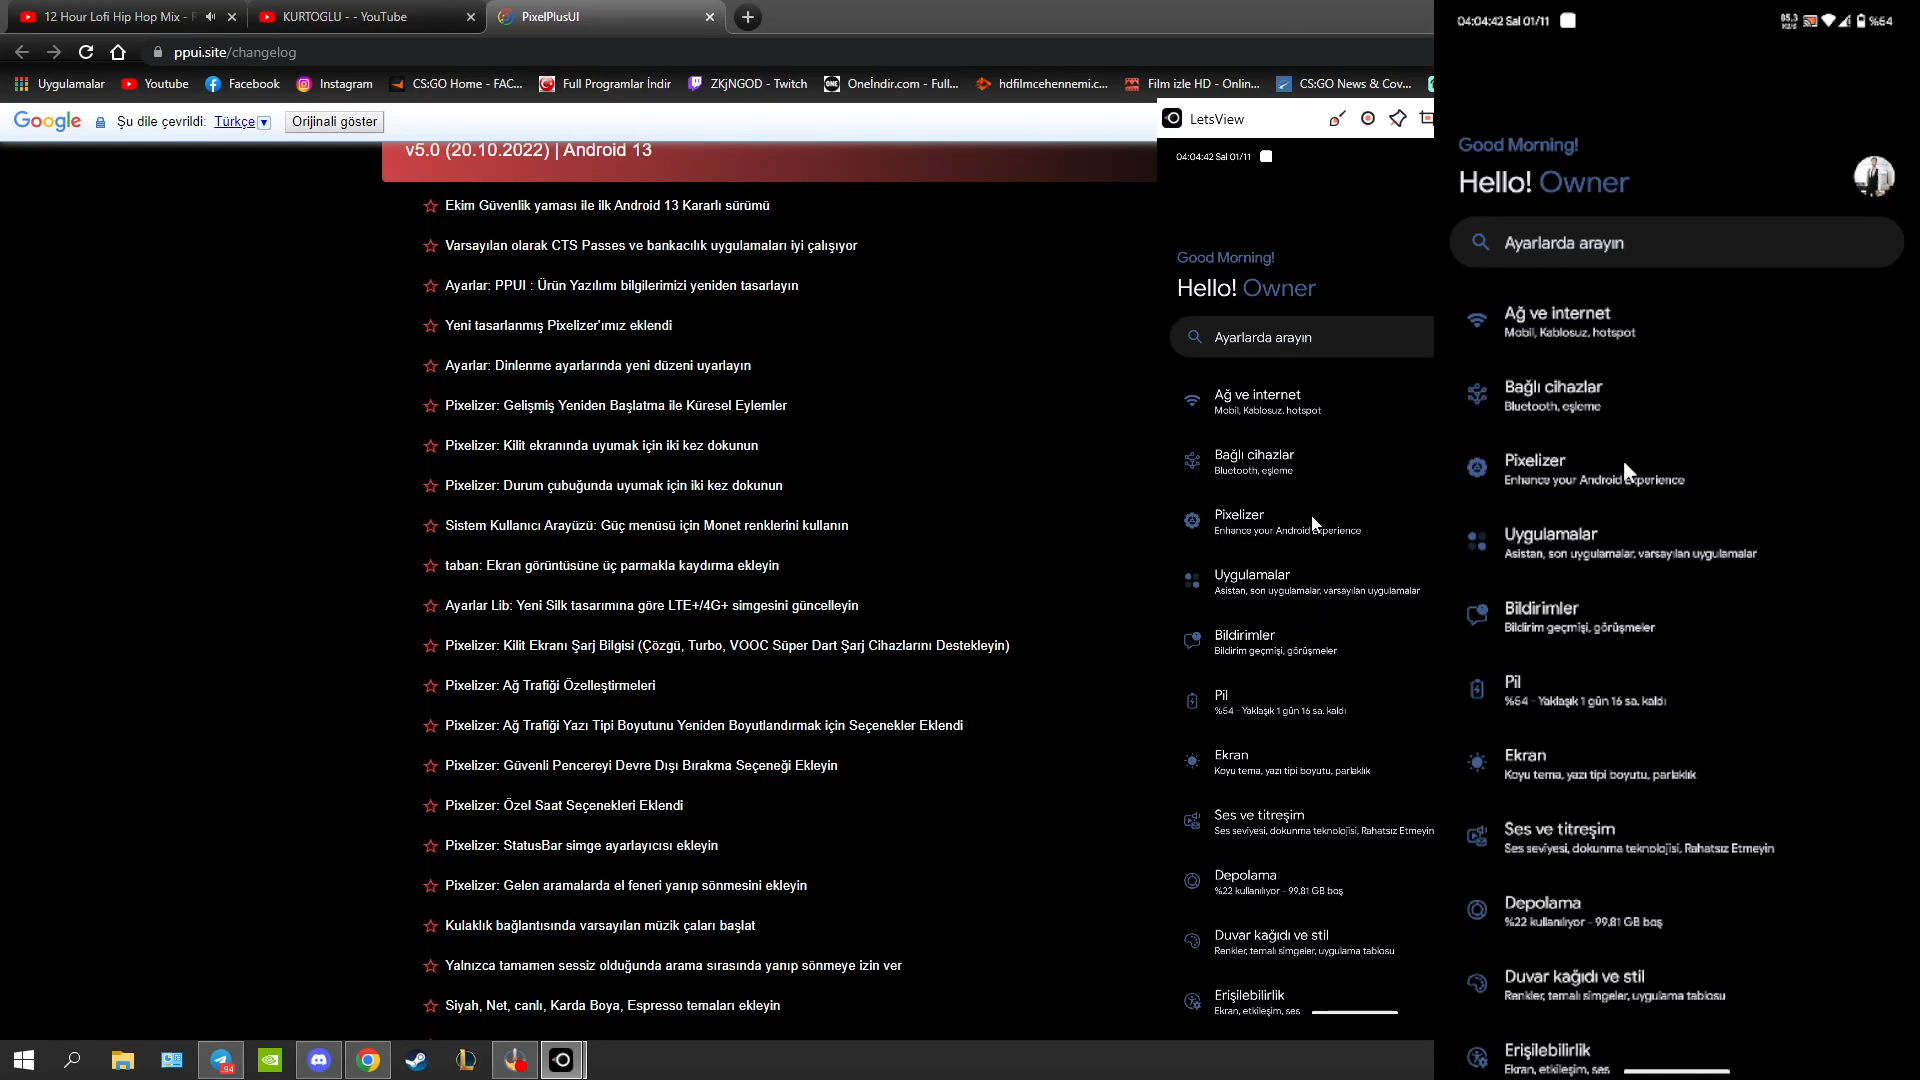 12 Hour Lofi Hip Hop Mix - R
KURTOGLU - - YouTube
PixelPlusUI
ppui.site/changelog
Uygulamalar
Youtube
Facebook
Instagram
CS:GO Home - FAC...
Full Programlar İndir
ZKjNGOD - Twitch
Oneİndir.com - Full...
hdfilmcehennemi.c...
Film izle HD - Onlin...
CS:GO News & Cov...
Google
Şu dile çevrildi: Türkçe
Orijinali göster
v5.0 (20.10.2022) | Android 13
Ekim Güvenlik yaması ile ilk Android 13 Kararlı sürümü
Varsayılan olarak CTS Passes ve bankacılık uygulamaları iyi çalışıyor
Ayarlar: PPUI : Ürün Yazılımı bilgilerimizi yeniden tasarlayın
Yeni tasarlanmış Pixelizer'ımız eklendi
Ayarlar: Dinlenme ayarlarında yeni düzeni uyarlayın
Pixelizer: Gelişmiş Yeniden Başlatma ile Küresel Eylemler
Pixelizer: Kilit ekranında uyumak için iki kez dokunun
Pixelizer: Durum çubuğunda uyumak için iki kez dokunun
Sistem Kullanıcı Arayüzü: Güç menüsü için Monet renklerini kullanın
taban: Ekran görüntüsüne üç parmakla kaydırma ekleyin
Ayarlar Lib: Yeni Silk tasarımına göre LTE+/4G+ simgesini güncelleyin
Pixelizer: Kilit Ekranı Şarj Bilgisi (Çözgü, Turbo, VOOC Süper Dart Şarj Cihazlarını Destekleyin)
Pixelizer: Ağ Trafiği Özelleştirmeleri
Pixelizer: Ağ Trafiği Yazı Tipi Boyutunu Yeniden Boyutlandırmak için Seçenekler Eklendi
Pixelizer: Güvenli Pencereyi Devre Dışı Bırakma Seçeneği Ekleyin
Pixelizer: Özel Saat Seçenekleri Eklendi
Pixelizer: StatusBar simge ayarlayıcısı ekleyin
Pixelizer: Gelen aramalarda el feneri yanıp sönmesini ekleyin
Kulaklık bağlantısında varsayılan müzik çaları başlat
Yalnızca tamamen sessiz olduğunda arama sırasında yanıp sönmeye izin ver
Siyah, Net, canlı, Karda Boya, Espresso temaları ekleyin
94
LetsView
04:04:42 Sal 01/11
Good Morning!
Hello! Owner
Ayarlarda arayın
Ağ ve internet
Mobil, Kablosuz, hotspot
Bağlı cihazlar
Bluetooth, eşleme
Pixelizer
Enhance your Android Experience
Uygulamalar
Asistan, son uygulamalar, varsayılan uygulamalar
Bildirimler
Bildirim geçmişi, görüşmeler
Pil
%54 - Yaklaşık 1 gün 16 sa. kaldı
Ekran
Koyu tema, yazı tipi boyutu, parlaklık
Ses ve titreşim
Ses seviyesi, dokunma teknolojisi, Rahatsız Etmeyin
Depolama
%22 kullanılıyor - 99,81 GB boş
Duvar kağıdı ve stil
Renkler, temalı simgeler, uygulama tablosu
Erişilebilirlik
Ekran, etkileşim, ses
04:04:42 Sal 01/11
85,3
%54
Good Morning!
Hello! Owner
Ayarlarda arayın
Ağ ve internet
Mobil, Kablosuz, hotspot
Bağlı cihazlar
Bluetooth, eşleme
Pixelizer
Enhance your Android Experience
Uygulamalar
Asistan, son uygulamalar, varsayılan uygulamalar
Bildirimler
Bildirim geçmişi, görüşmeler
Pil
%54 - Yaklaşık 1 gün 16 sa. kaldı
Ekran
Koyu tema, yazı tipi boyutu, parlaklık
Ses ve titreşim
Ses seviyesi, dokunma teknolojisi, Rahatsız Etmeyin
Depolama
%22 kullanılıyor - 99,81 GB boş
Duvar kağıdı ve stil
Renkler, temalı simgeler, uygulama tablosu
Erişilebilirlik
Ekran, etkileşim, ses